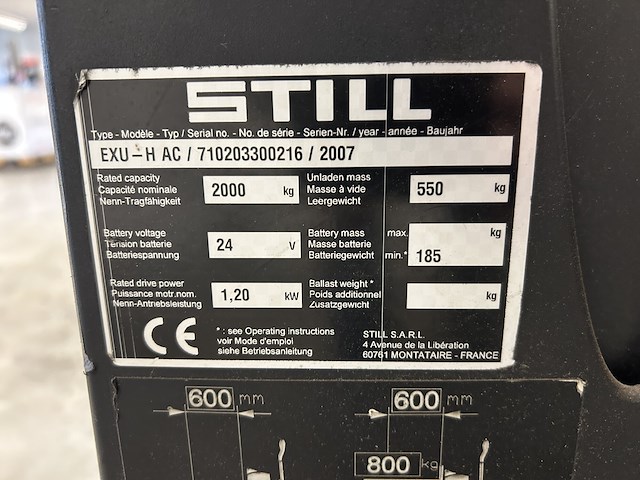 STILL
Type - Modèle - Typ / Serial no. - No. de série - Serien-Nr. / year - année - Baujahr
EXU-H AC / 710203300216 / 2007
Rated capacity
Capacité nominale
Nenn-Tragfähigkeit
2000 kg
Unladen mass
Masse à vide
Leergewicht
550 kg
Battery voltage
Tension batterie
Batteriespannung
24 V
Battery mass max. kg
Masse batterie
Batteriegewicht min.* 185
Rated drive power
Puissance motr.nom.
Nenn-Antriebsleistung
1,20 kW
Ballast weight *
Poids additionnel
Zusatzgewicht
kg
CE
* : see Operating instructions
voir Mode d'emploi
siehe Betriebsanleitung
STILL S.A.R.L.
4 Avenue de la Libération
60761 MONTATAIRE - FRANCE
600 mm 600 mm
800 kg